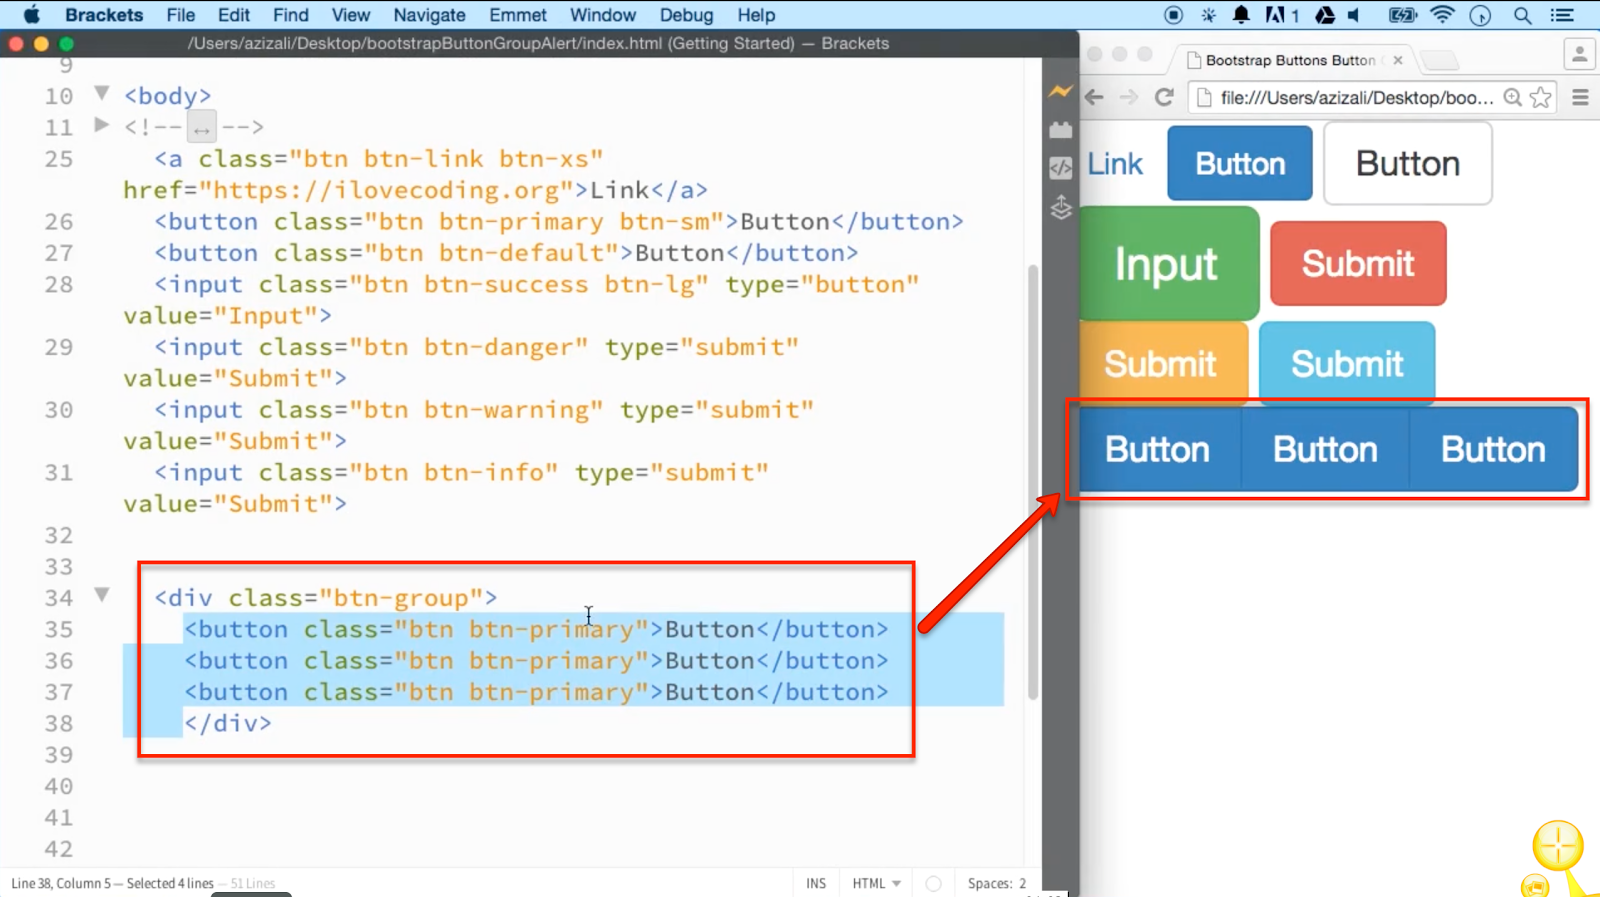 Brackets File Edit Find View Navigate Emmet Window Debug Help 1
/Users/azizali/Desktop/bootstrapButtonGroupAlert/index.html (Getting Started) — Brackets
9
10 <body>
11 <!-- ↔ -->
25 <a class="btn btn-link btn-xs"
href="https://ilovecoding.org">Link</a>
26 <button class="btn btn-primary btn-sm">Button</button>
27 <button class="btn btn-default">Button</button>
28 <input class="btn btn-success btn-lg" type="button"
value="Input">
29 <input class="btn btn-danger" type="submit"
value="Submit">
30 <input class="btn btn-warning" type="submit"
value="Submit">
31 <input class="btn btn-info" type="submit"
value="Submit">
32
33
34 <div class="btn-group">
35 <button class="btn btn-primary">Button</button>
36 <button class="btn btn-primary">Button</button>
37 <button class="btn btn-primary">Button</button>
38 </div>
39
40
41
42
Line 38, Column 5 — Selected 4 lines — 51 Lines INS HTML Spaces: 2
Bootstrap Buttons Button
file:///Users/azizali/Desktop/boo...
Link Button Button
Input Submit
Submit Submit
Button Button Button